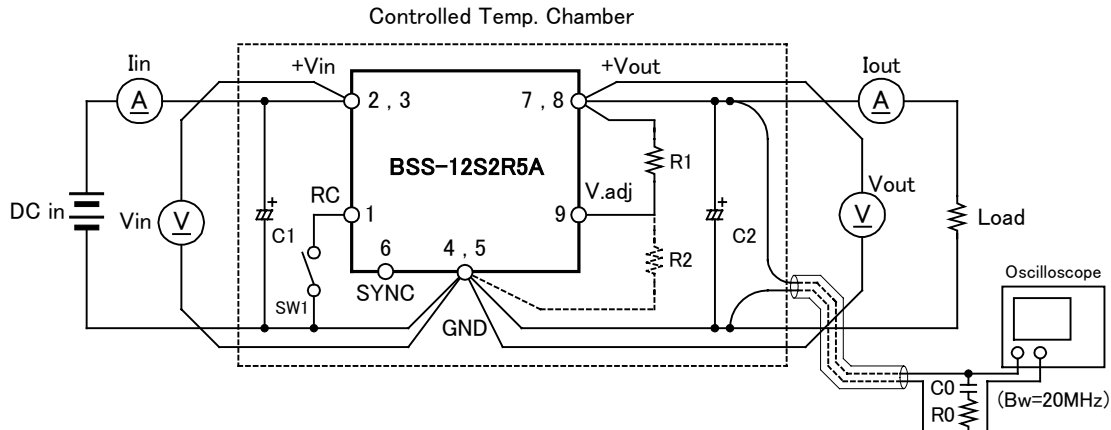 Controlled Temp. Chamber
Iin
+Vin
+Vout
Iout
A
2 , 3
7 , 8
A
BSS-12S2R5A
R1
DC in
Vin
V
RC
1
V.adj
9
Vout
V
Load
C1
+
6
4 , 5
R2
+
C2
SW1
SYNC
GND
Oscilloscope
C0
R0
(Bw=20MHz)